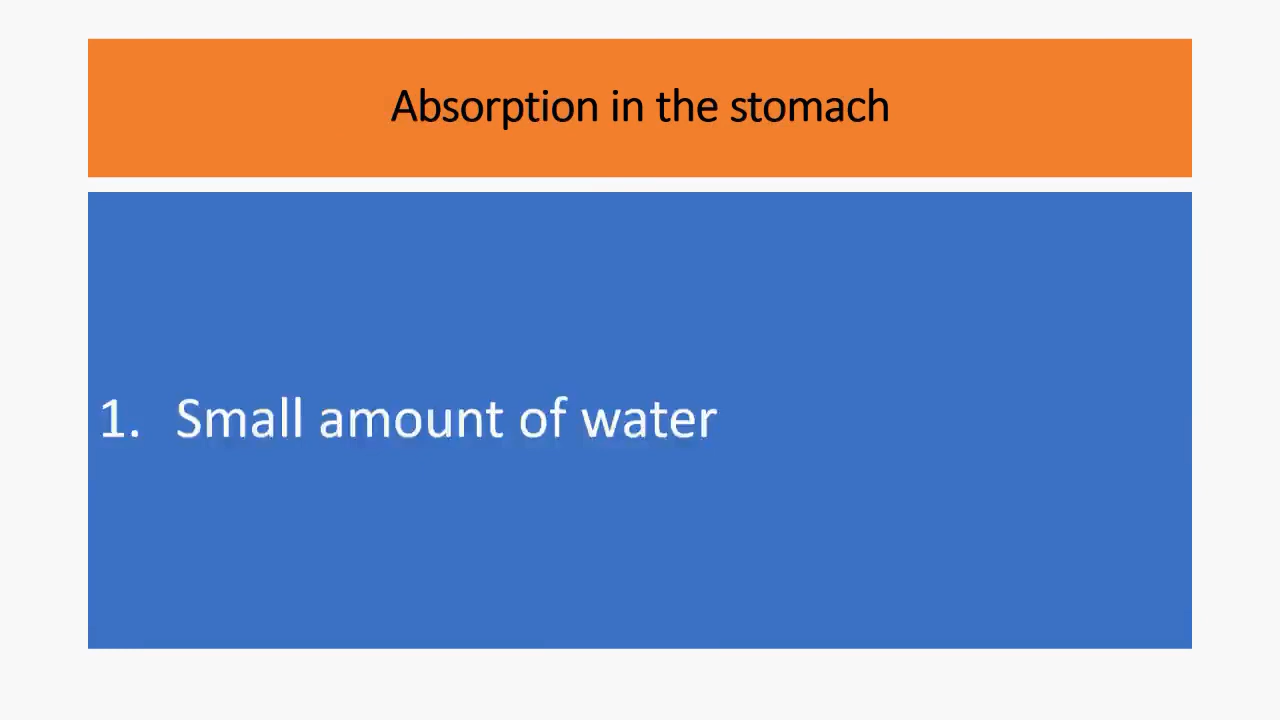 Absorption in the stomach
1. Small amount of water